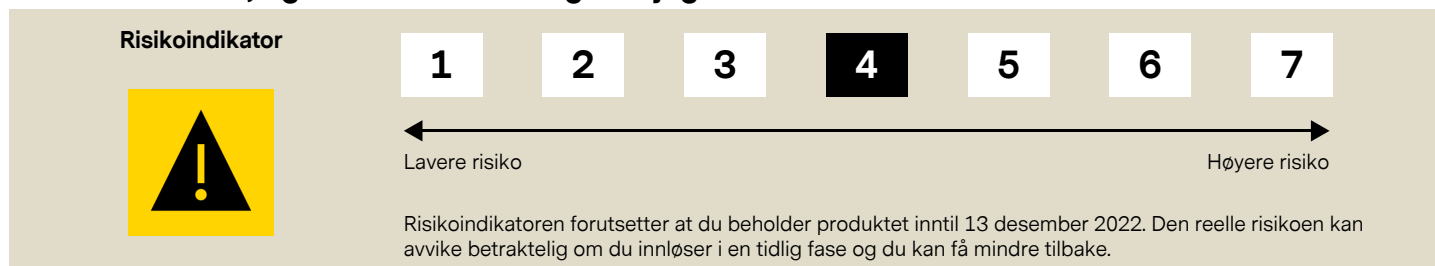 Risikoindikator
1 2 3 4 5 6 7
Lavere risiko
Høyere risiko
Risikoindikatoren forutsetter at du beholder produktet inntil 13 desember 2022. Den reelle risikoen kan
avvike betraktelig om du innløser i en tidlig fase og du kan få mindre tilbake.